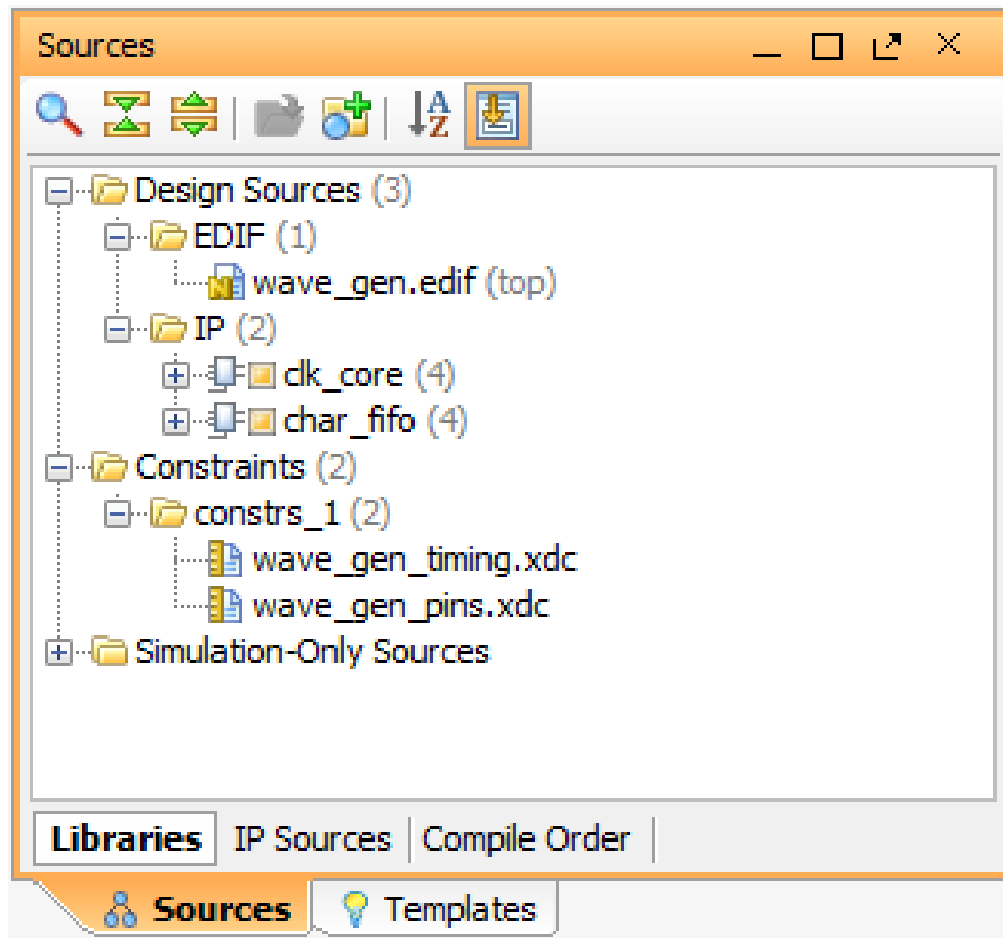 Sources
Design Sources (3)
EDIF (1)
wave_gen.edif (top)
IP (2)
clk_core (4)
char_fifo (4)
Constraints (2)
constrs_1 (2)
wave_gen_timing.xdc
wave_gen_pins.xdc
Simulation-Only Sources
Libraries IP Sources Compile Order
Sources Templates